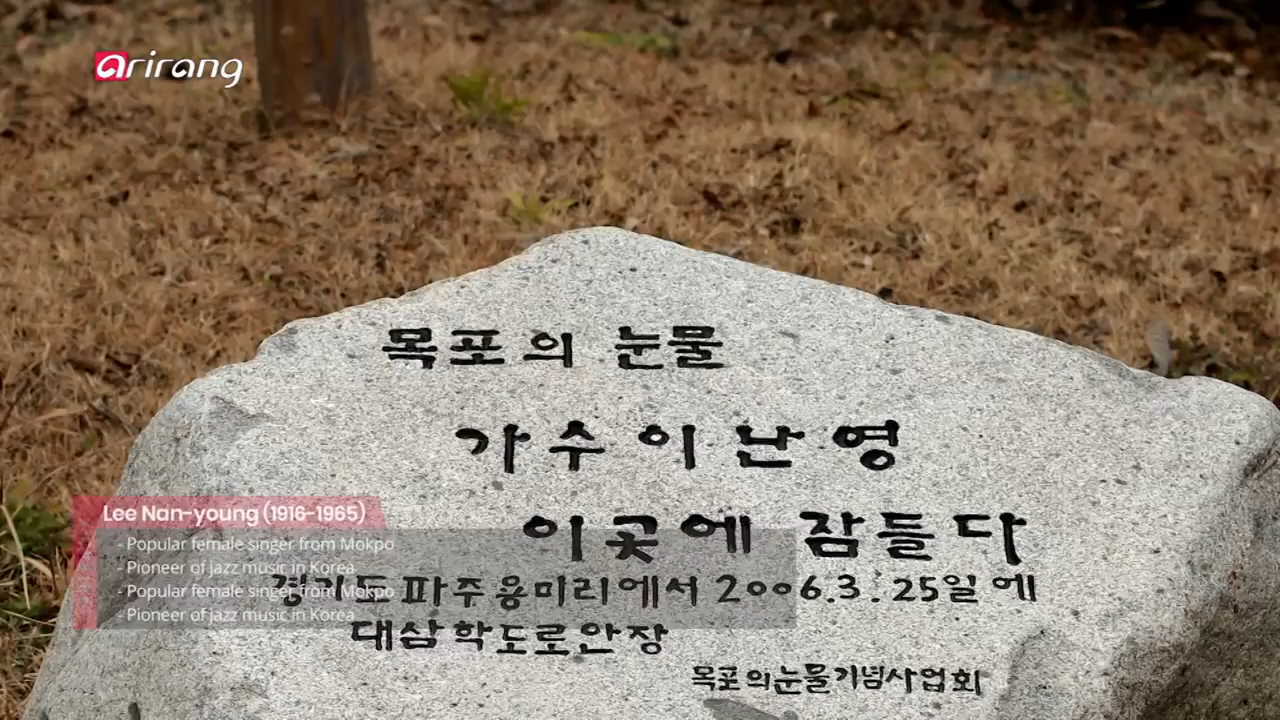 arirang
목포의 눈물
가수 이난영
이곳에 잠들다
경기도파주용미리에서 2006.3.25일에
대삼학도로안장
목포의눈물기념사업회
Lee Nan-young (1916-1965)
- Popular female singer from Mokpo
- Pioneer of jazz music in Korea
- Popular female singer from Mokpo
- Pioneer of jazz music in Korea